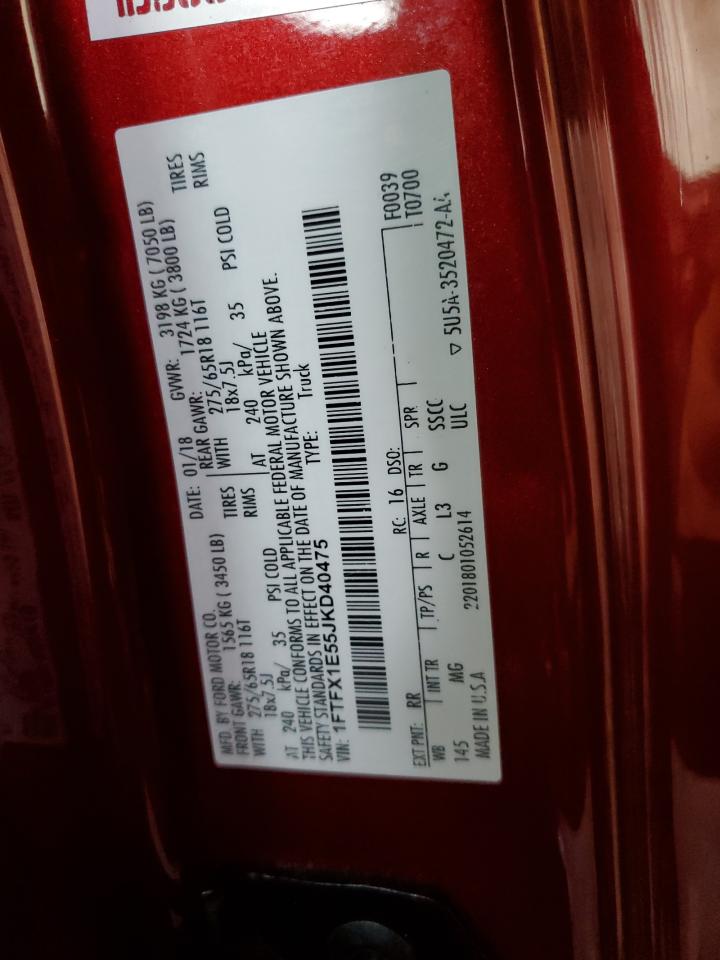 MFD. BY FORD MOTOR CO.
DATE: 01/18 GVWR: 3198 KG ( 7050 LB)
FRONT GAWR: 1565 KG ( 3450 LB) REAR GAWR: 1724 KG ( 3800 LB)
WITH 275/65R18 116T TIRES WITH 275/65R18 116T TIRES
18x7.5J RIMS 18x7.5J RIMS
AT 240 kPa/ 35 PSI COLD AT 240 kPa/ 35 PSI COLD
THIS VEHICLE CONFORMS TO ALL APPLICABLE FEDERAL MOTOR VEHICLE
SAFETY STANDARDS IN EFFECT ON THE DATE OF MANUFACTURE SHOWN ABOVE.
VIN: 1FTFX1E55JKD40475 TYPE: Truck
F0039
EXT PNT: RR RC: 16 DSO: T0700
WB INT TR TP/PS R AXLE TR SPR
145 MG C L3 G SSCC
2201801052614 ULC
MADE IN U.S.A ▽ 5U5A-3520472-A